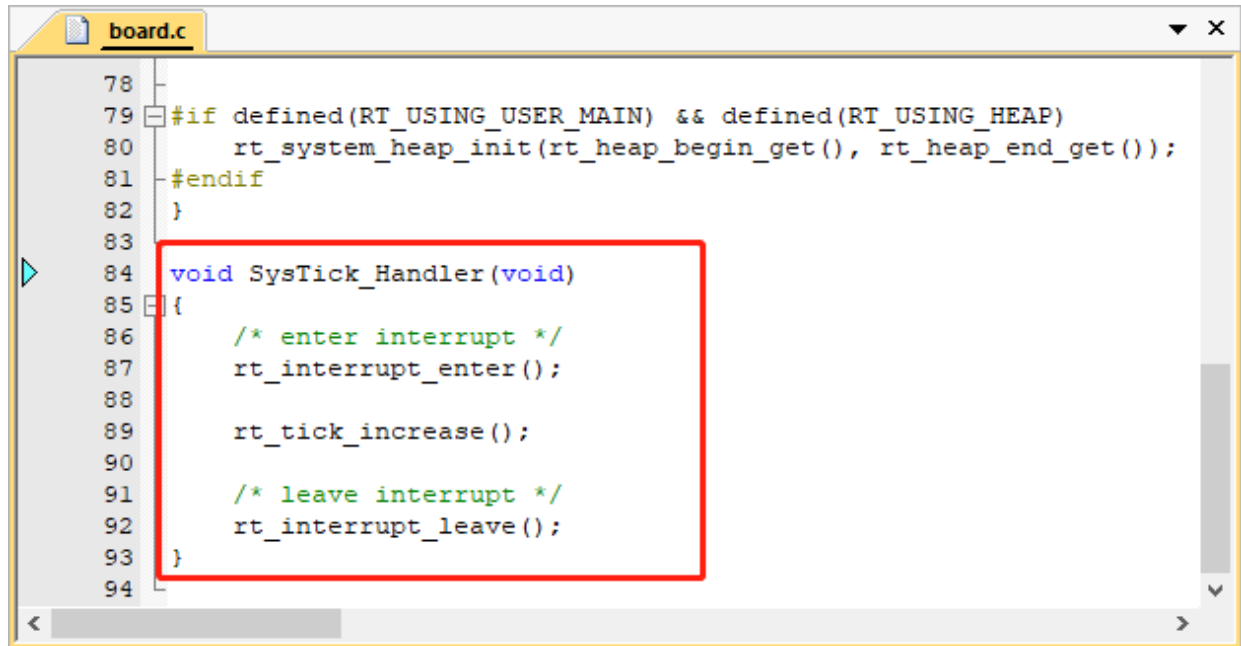 board.c
78
79 #if defined(RT_USING_USER_MAIN) && defined(RT_USING_HEAP)
80     rt_system_heap_init(rt_heap_begin_get(), rt_heap_end_get());
81 #endif
82 }
83
84 void SysTick_Handler(void)
85 {
86     /* enter interrupt */
87     rt_interrupt_enter();
88
89     rt_tick_increase();
90
91     /* leave interrupt */
92     rt_interrupt_leave();
93 }
94